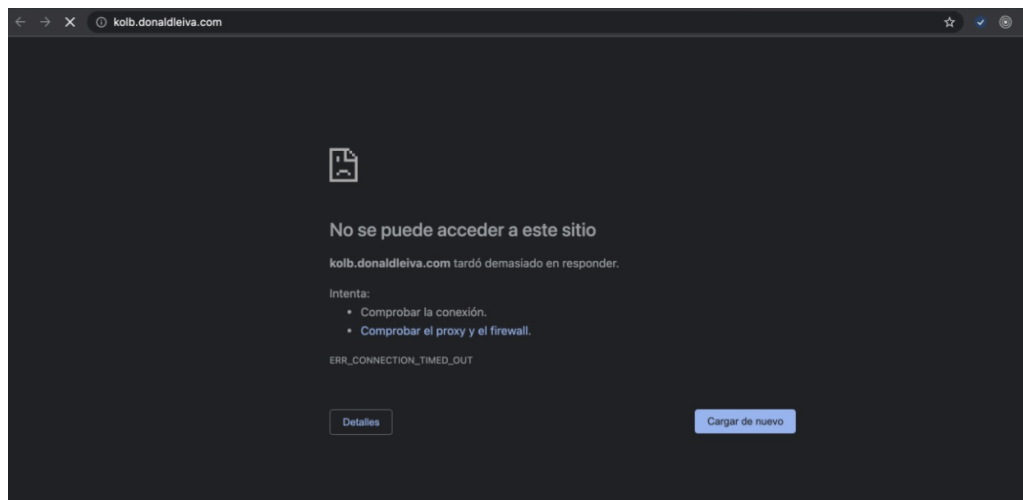 kolb.donaldleiva.com
No se puede acceder a este sitio
kolb.donaldleiva.com tardó demasiado en responder.
Intenta:
• Comprobar la conexión.
• Comprobar el proxy y el firewall.
ERR_CONNECTION_TIMED_OUT
Detalles
Cargar de nuevo